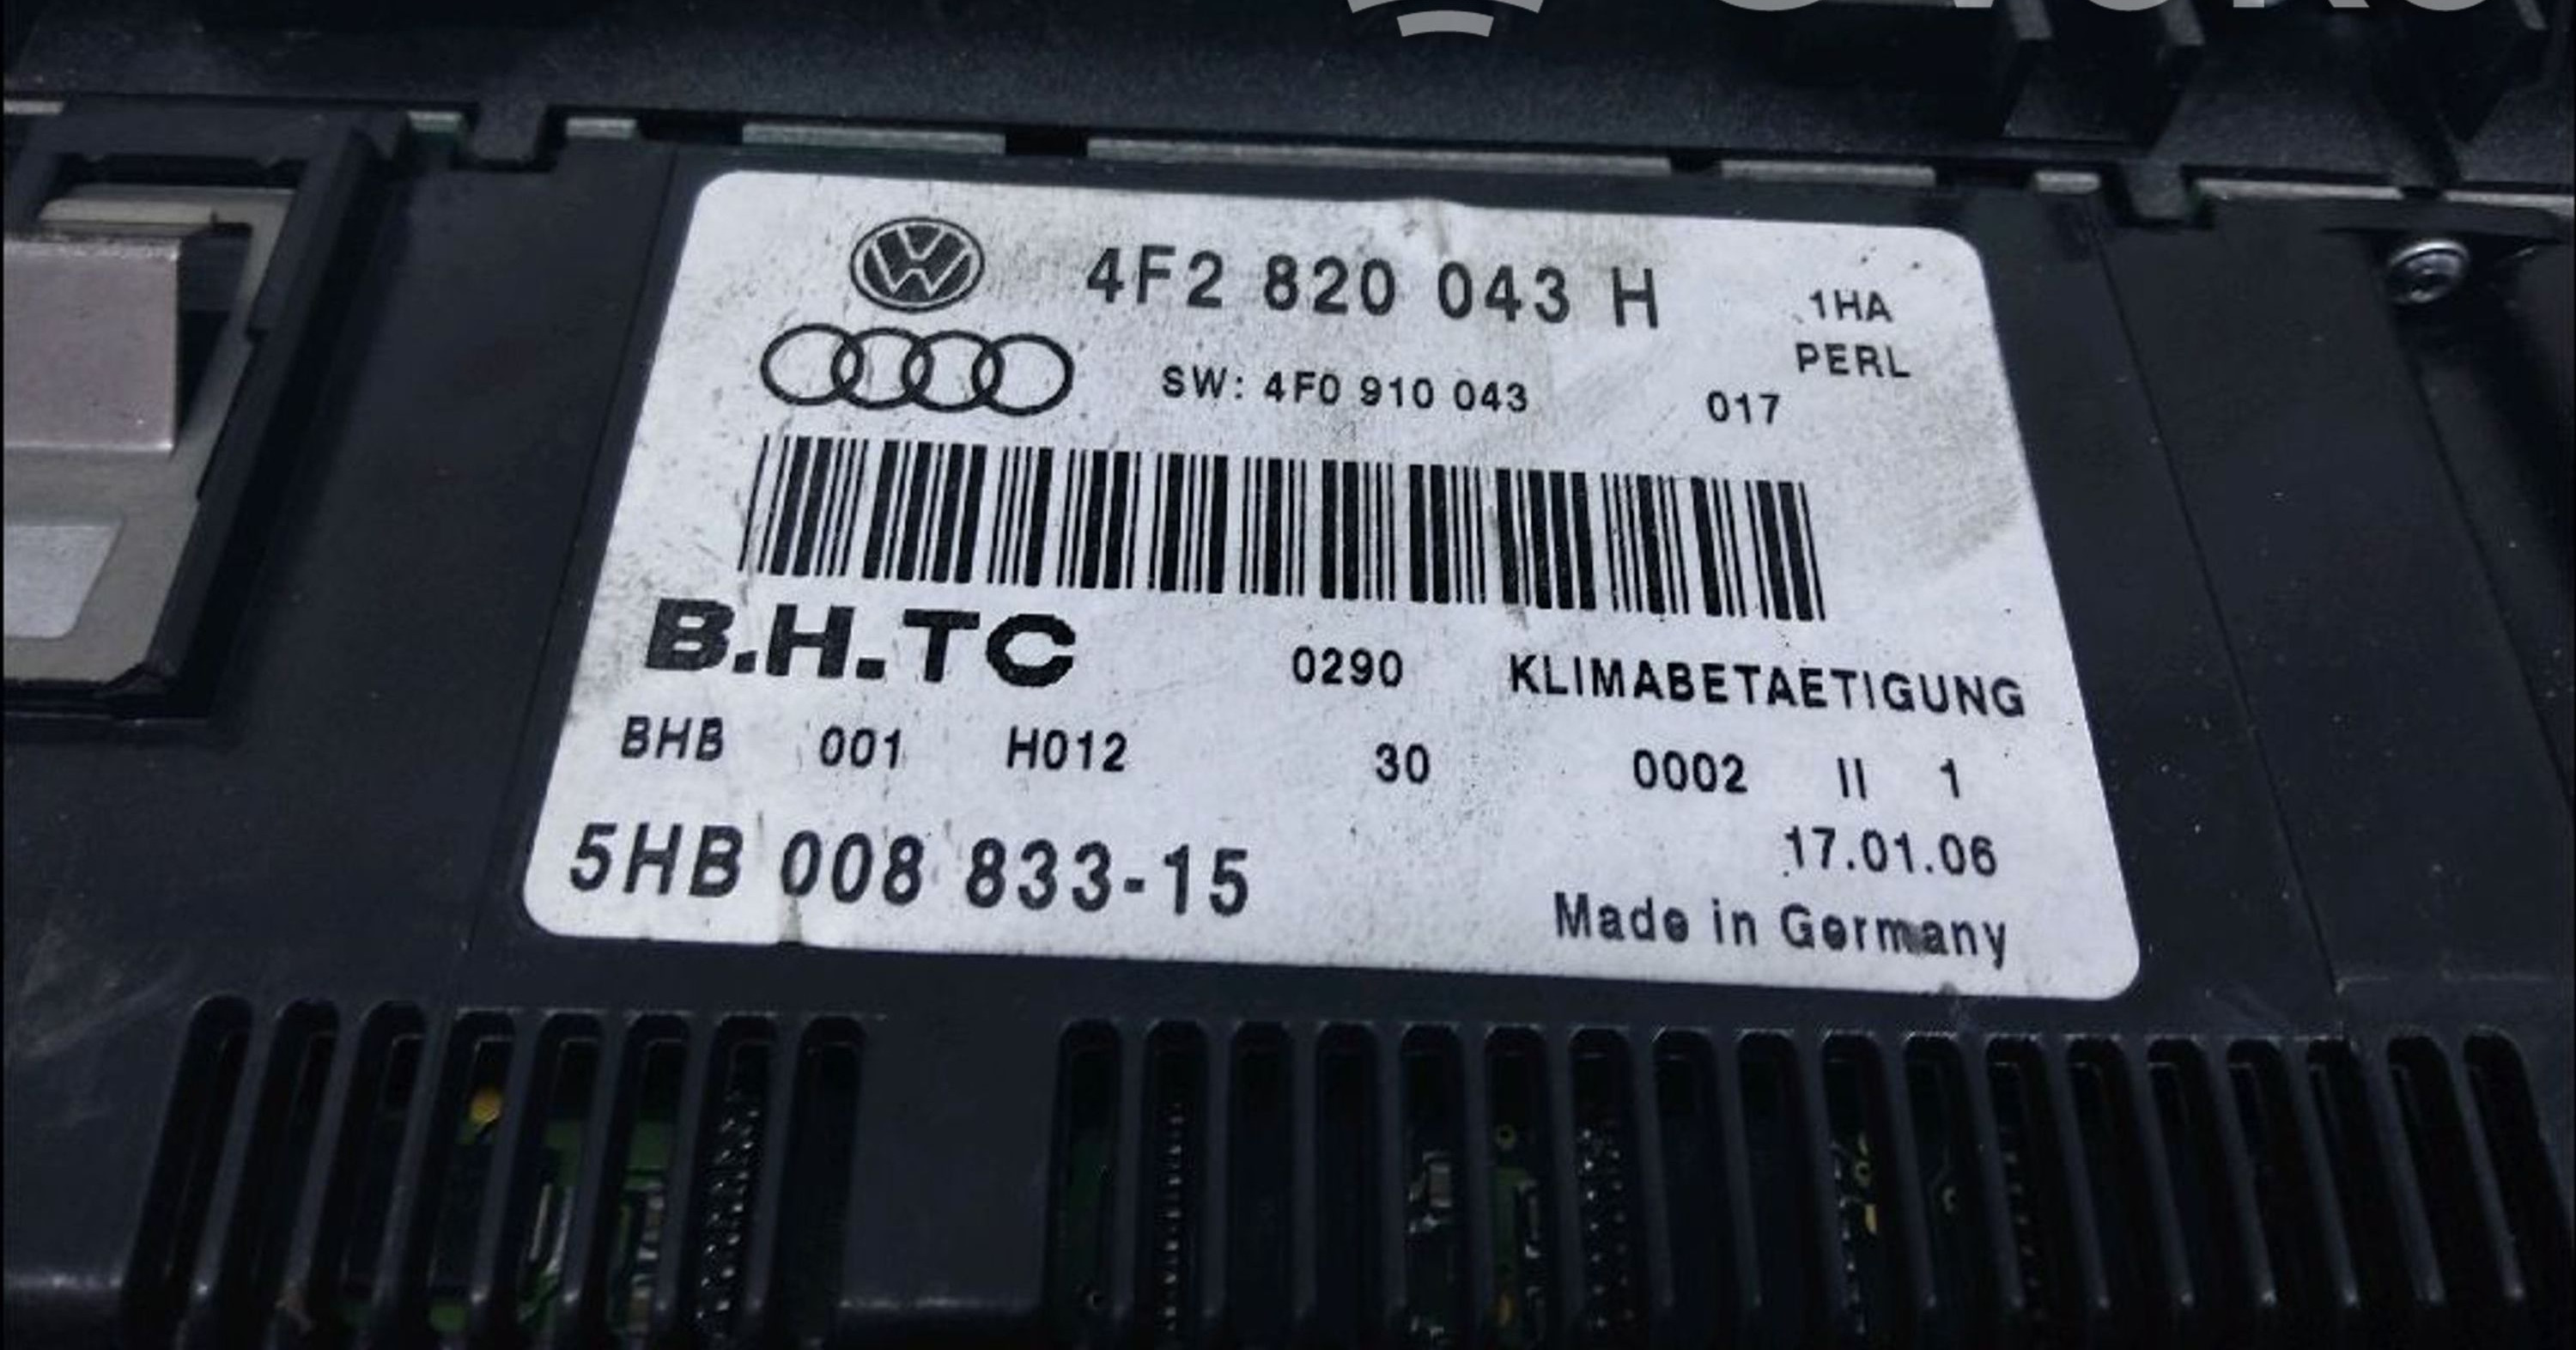 4F2 820 043 H
1HA
PERL
SW: 4F0 910 043 017
B.H.TC 0290 KLIMABETAETIGUNG
BHB 001 H012 30 0002 II 1
17.01.06
5HB 008 833-15
Made in Germany